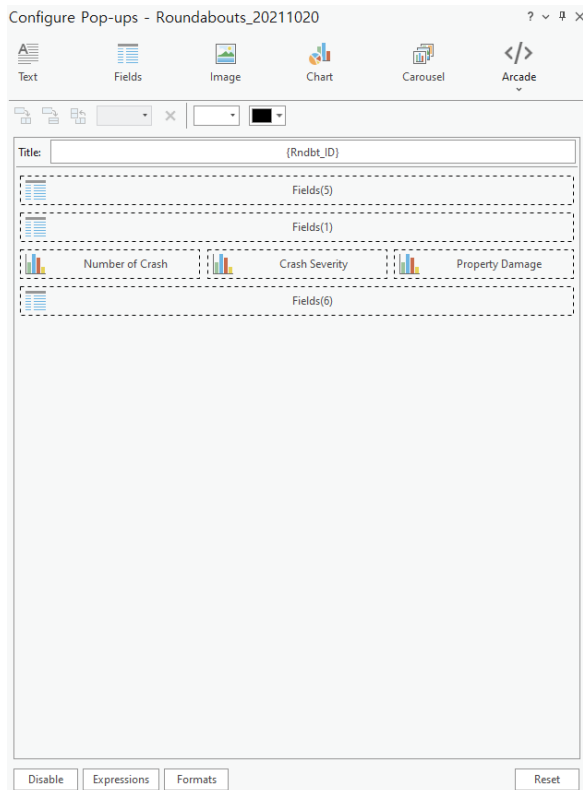 Configure Pop-ups - Roundabouts_20211020
Text Fields Image Chart Carousel Arcade
Title: {Rndbt_ID}
Fields(5)
Fields(1)
Number of Crash Crash Severity Property Damage
Fields(6)
Disable Expressions Formats Reset